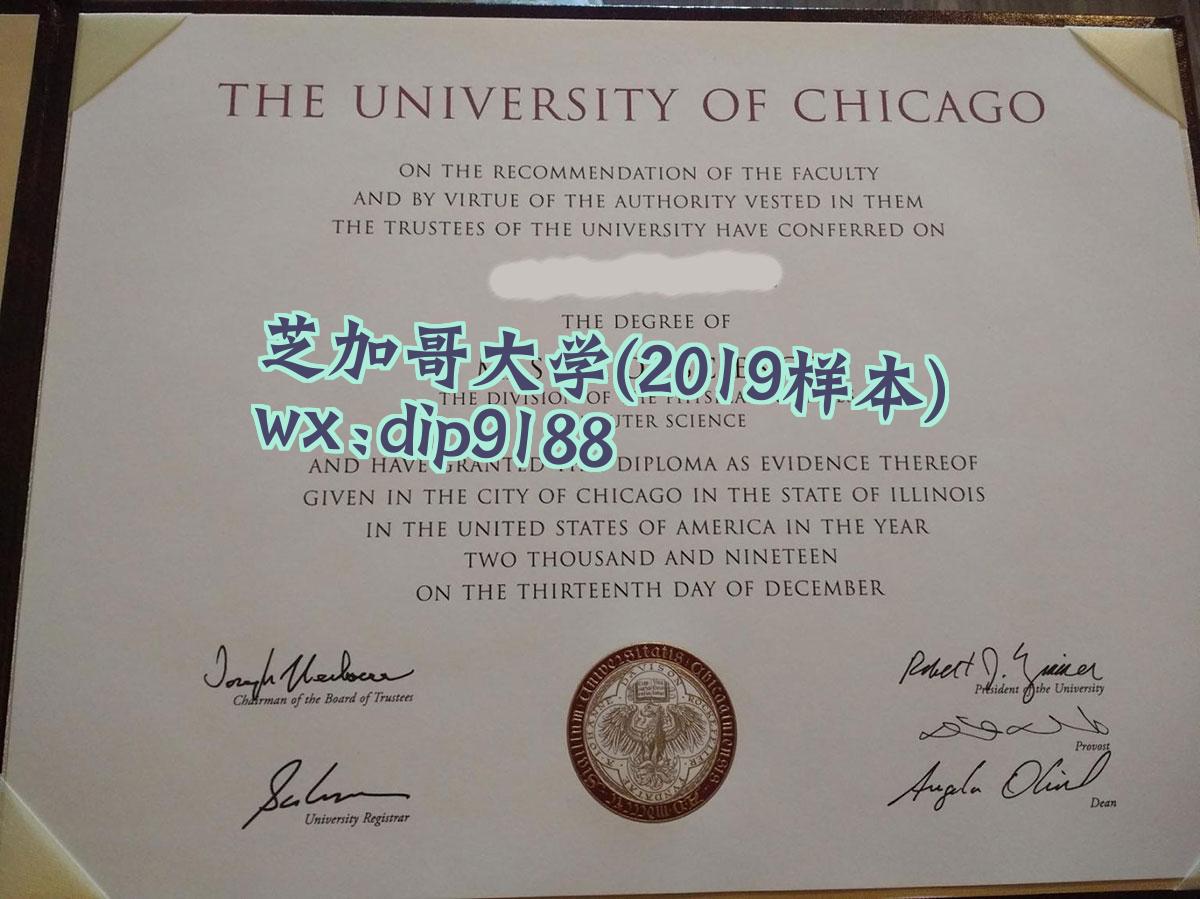 THE UNIVERSITY OF CHICAGO
ON THE RECOMMENDATION OF THE FACULTY
AND BY VIRTUE OF THE AUTHORITY VESTED IN THEM
THE TRUSTEES OF THE UNIVERSITY HAVE CONFERRED ON
THE DEGREE OF
芝加哥大学(2019样本)
THE DIVISION OF THE
SCIENCE
wx:dip9188
AND HAVE GRANTED DIPLOMA AS EVIDENCE THEREOF
GIVEN IN THE CITY OF CHICAGO IN THE STATE OF ILLINOIS
IN THE UNITED STATES OF AMERICA IN THE YEAR
TWO THOUSAND AND NINETEEN
ON THE THIRTEENTH DAY OF DECEMBER
Chairman of the Board of Trustees
University Registrar
Robert J.
President of the University
Provost
Angela
Dean